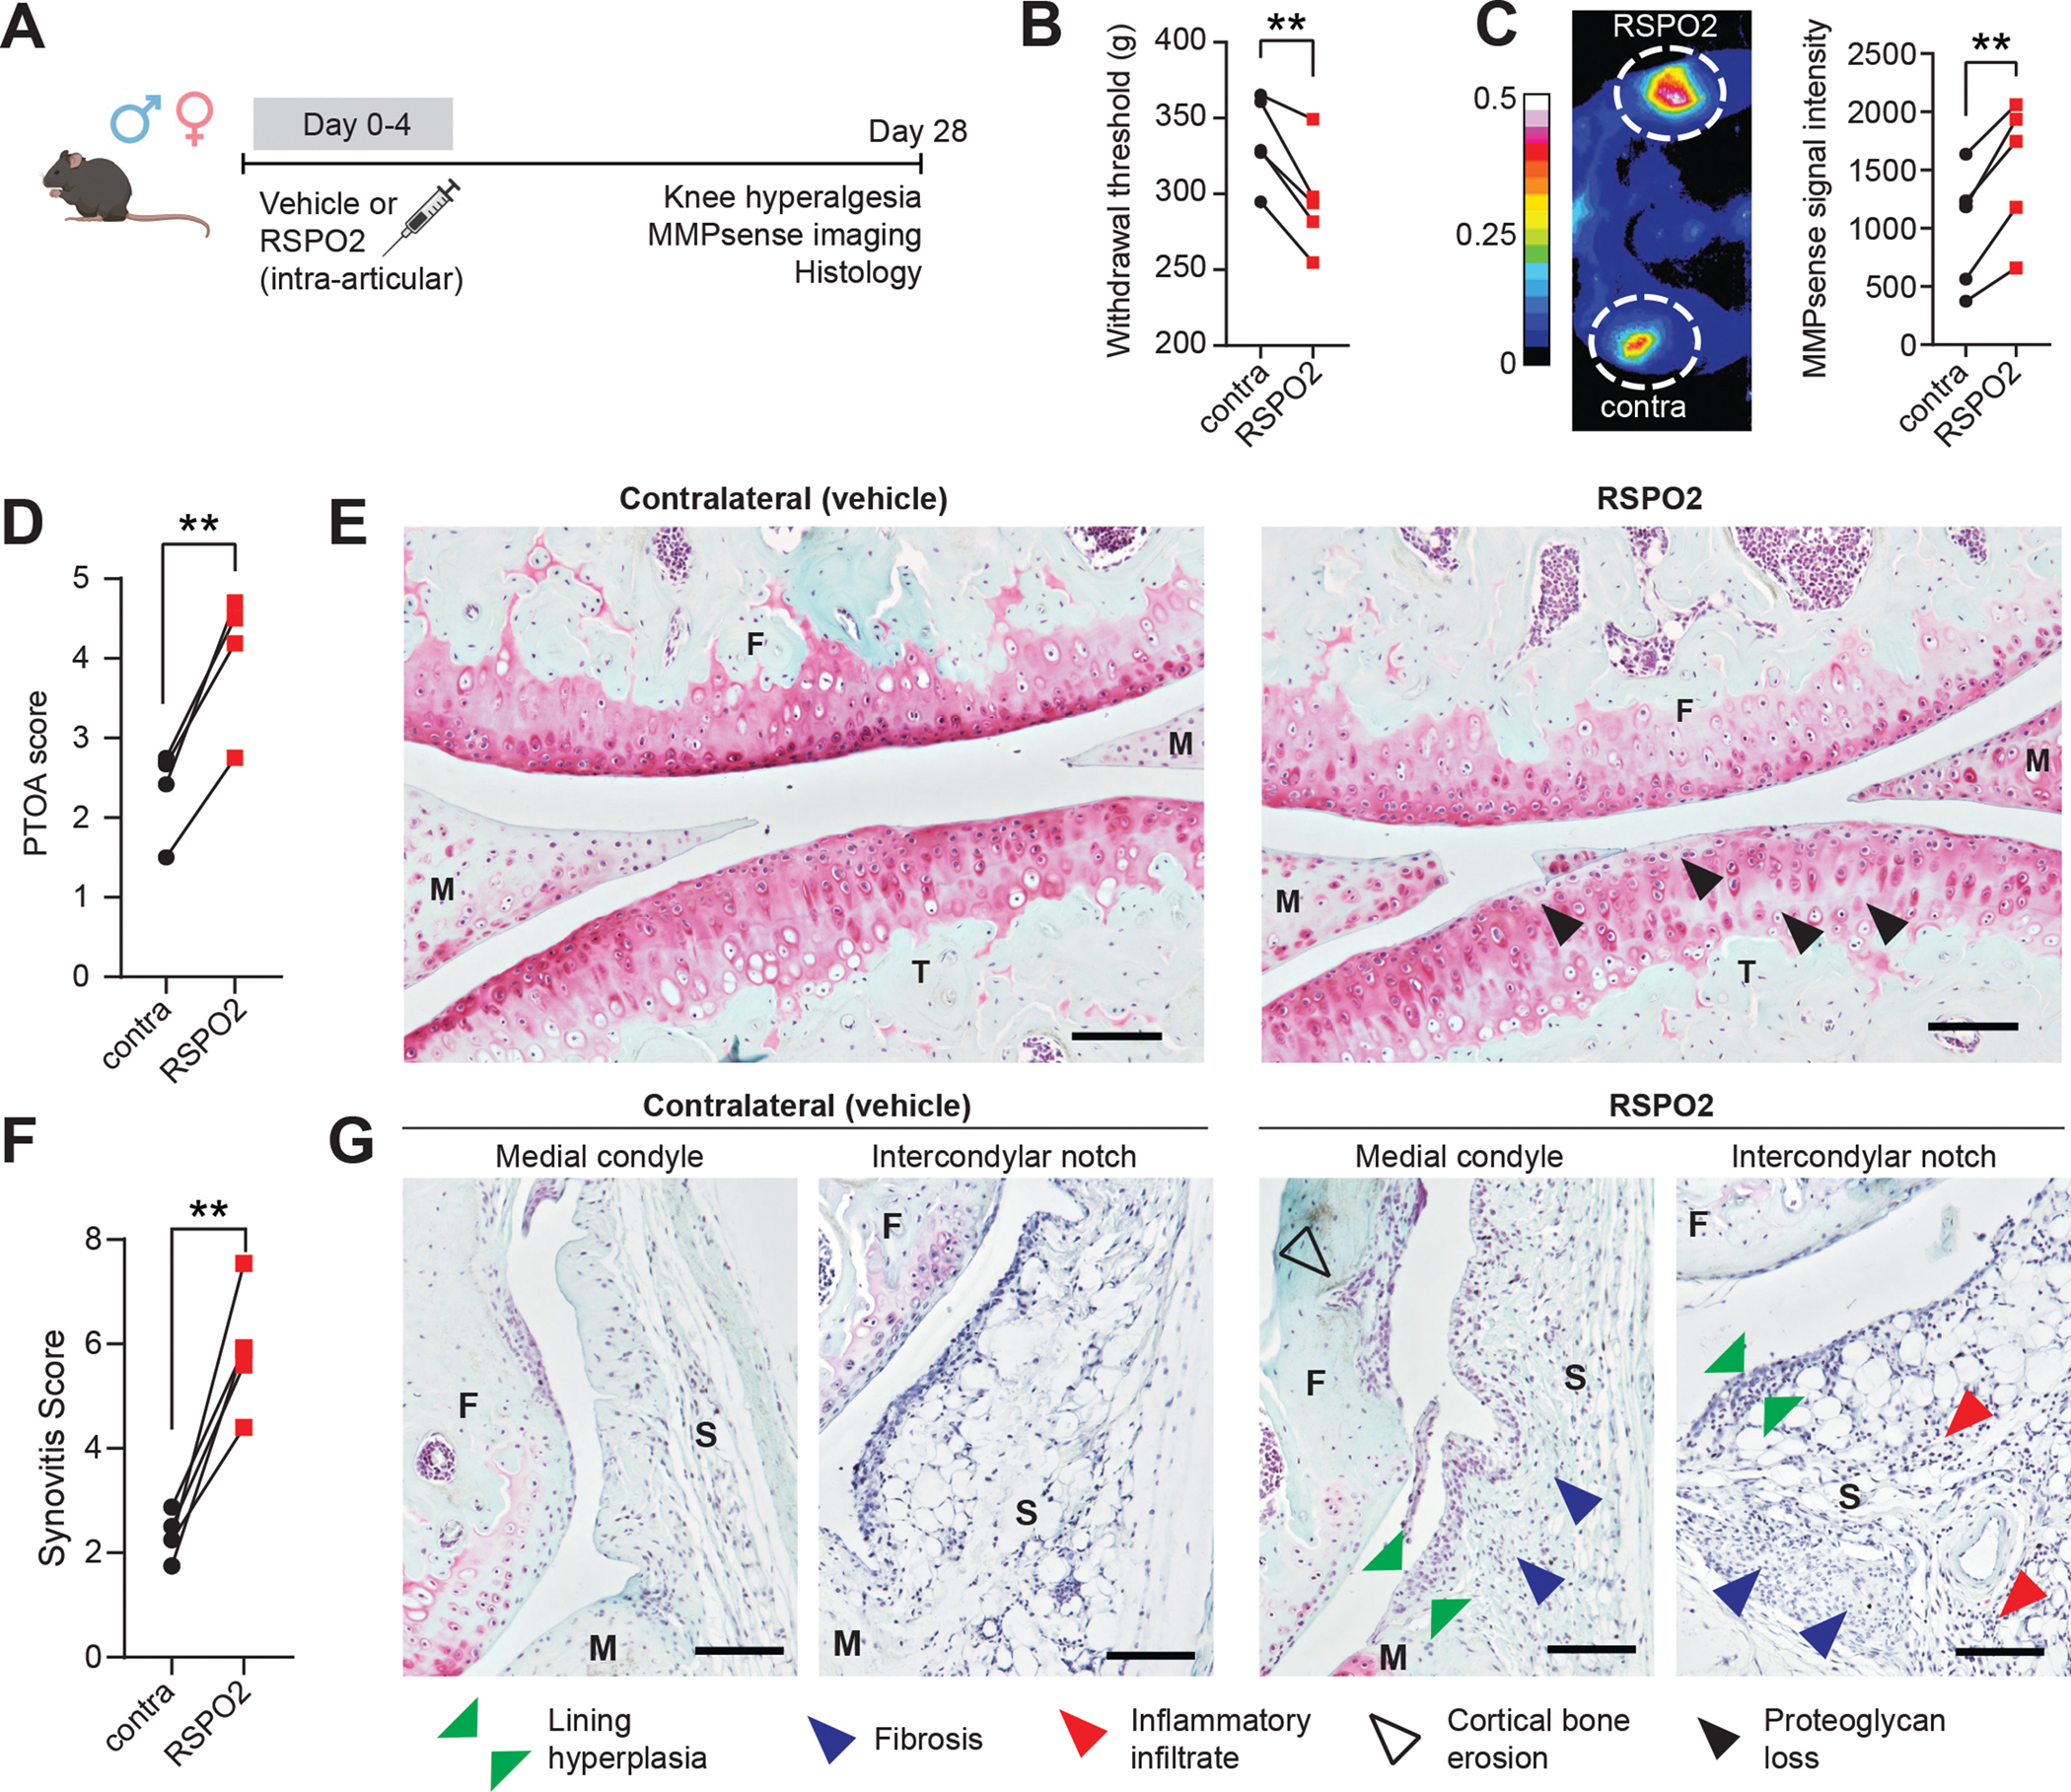 A
Day 0-4
Day 28
Vehicle or
RSPO2
(intra-articular)
Knee hyperalgesia
MMPsense imaging
Histology
B
**
Withdrawal threshold (g)
400
350
300
250
200
contra
RSPO2
C
RSPO2
0.5
0.25
0
contra
**
MMPsense signal intensity
2500
2000
1500
1000
500
0
contra
RSPO2
D
**
PTOA score
5
4
3
2
1
0
contra
RSPO2
E
Contralateral (vehicle)
F
M
M
T
RSPO2
F
M
M
T
F
**
Synovitis Score
8
6
4
2
0
contra
RSPO2
G
Contralateral (vehicle)
Medial condyle
Intercondylar notch
F
S
M
F
S
M
RSPO2
Medial condyle
Intercondylar notch
F
S
M
F
S
Lining
hyperplasia
Fibrosis
Inflammatory
infiltrate
Cortical bone
erosion
Proteoglycan
loss